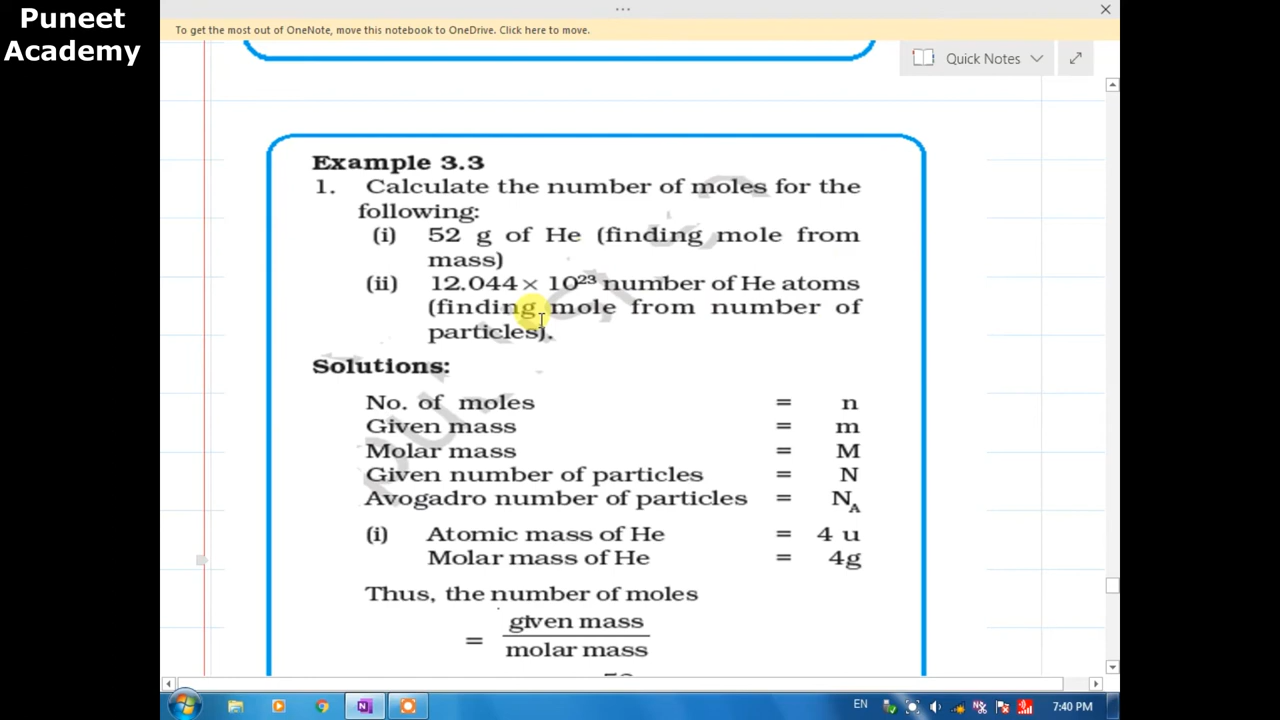 Puneet
Academy
To get the most out of OneNote, move this notebook to OneDrive. Click here to move.
Quick Notes
Example 3.3
1. Calculate the number of moles for the
following:
(i) 52 g of He (finding mole from
mass)
(ii) 12.044 × 10²³ number of He atoms
(finding mole from number of
particles).
Solutions:
No. of moles = n
Given mass = m
Molar mass = M
Given number of particles = N
Avogadro number of particles = N_A
(i) Atomic mass of He = 4 u
Molar mass of He = 4g
Thus, the number of moles
= given mass
molar mass
EN
7:40 PM